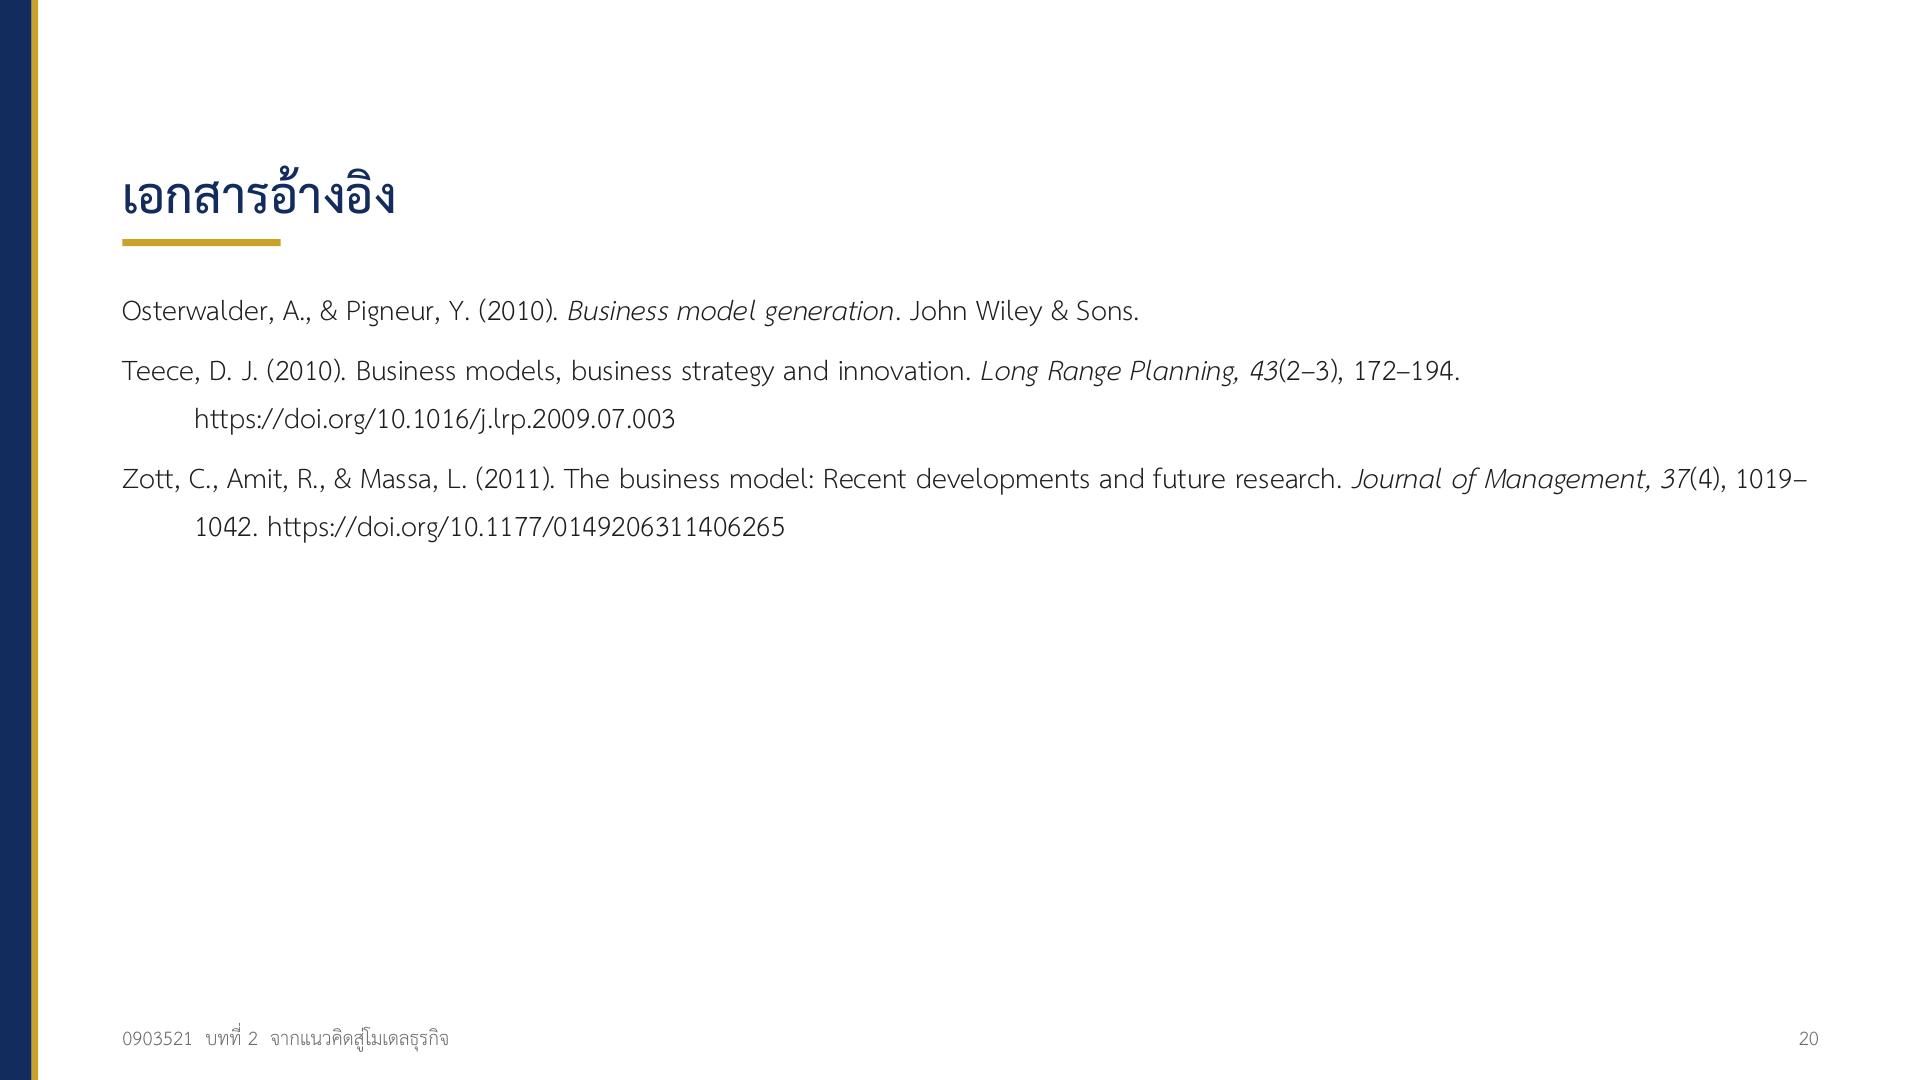 เอกสารอ้างอิง
Osterwalder, A., & Pigneur, Y. (2010). Business model generation. John Wiley & Sons.
Teece, D. J. (2010). Business models, business strategy and innovation. Long Range Planning, 43(2–3), 172–194.
https://doi.org/10.1016/j.lrp.2009.07.003
Zott, C., Amit, R., & Massa, L. (2011). The business model: Recent developments and future research. Journal of Management, 37(4), 1019–
1042. https://doi.org/10.1177/0149206311406265
0903521 บทที่ 2 จากแนวคิดสู่โมเดลธุรกิจ
20